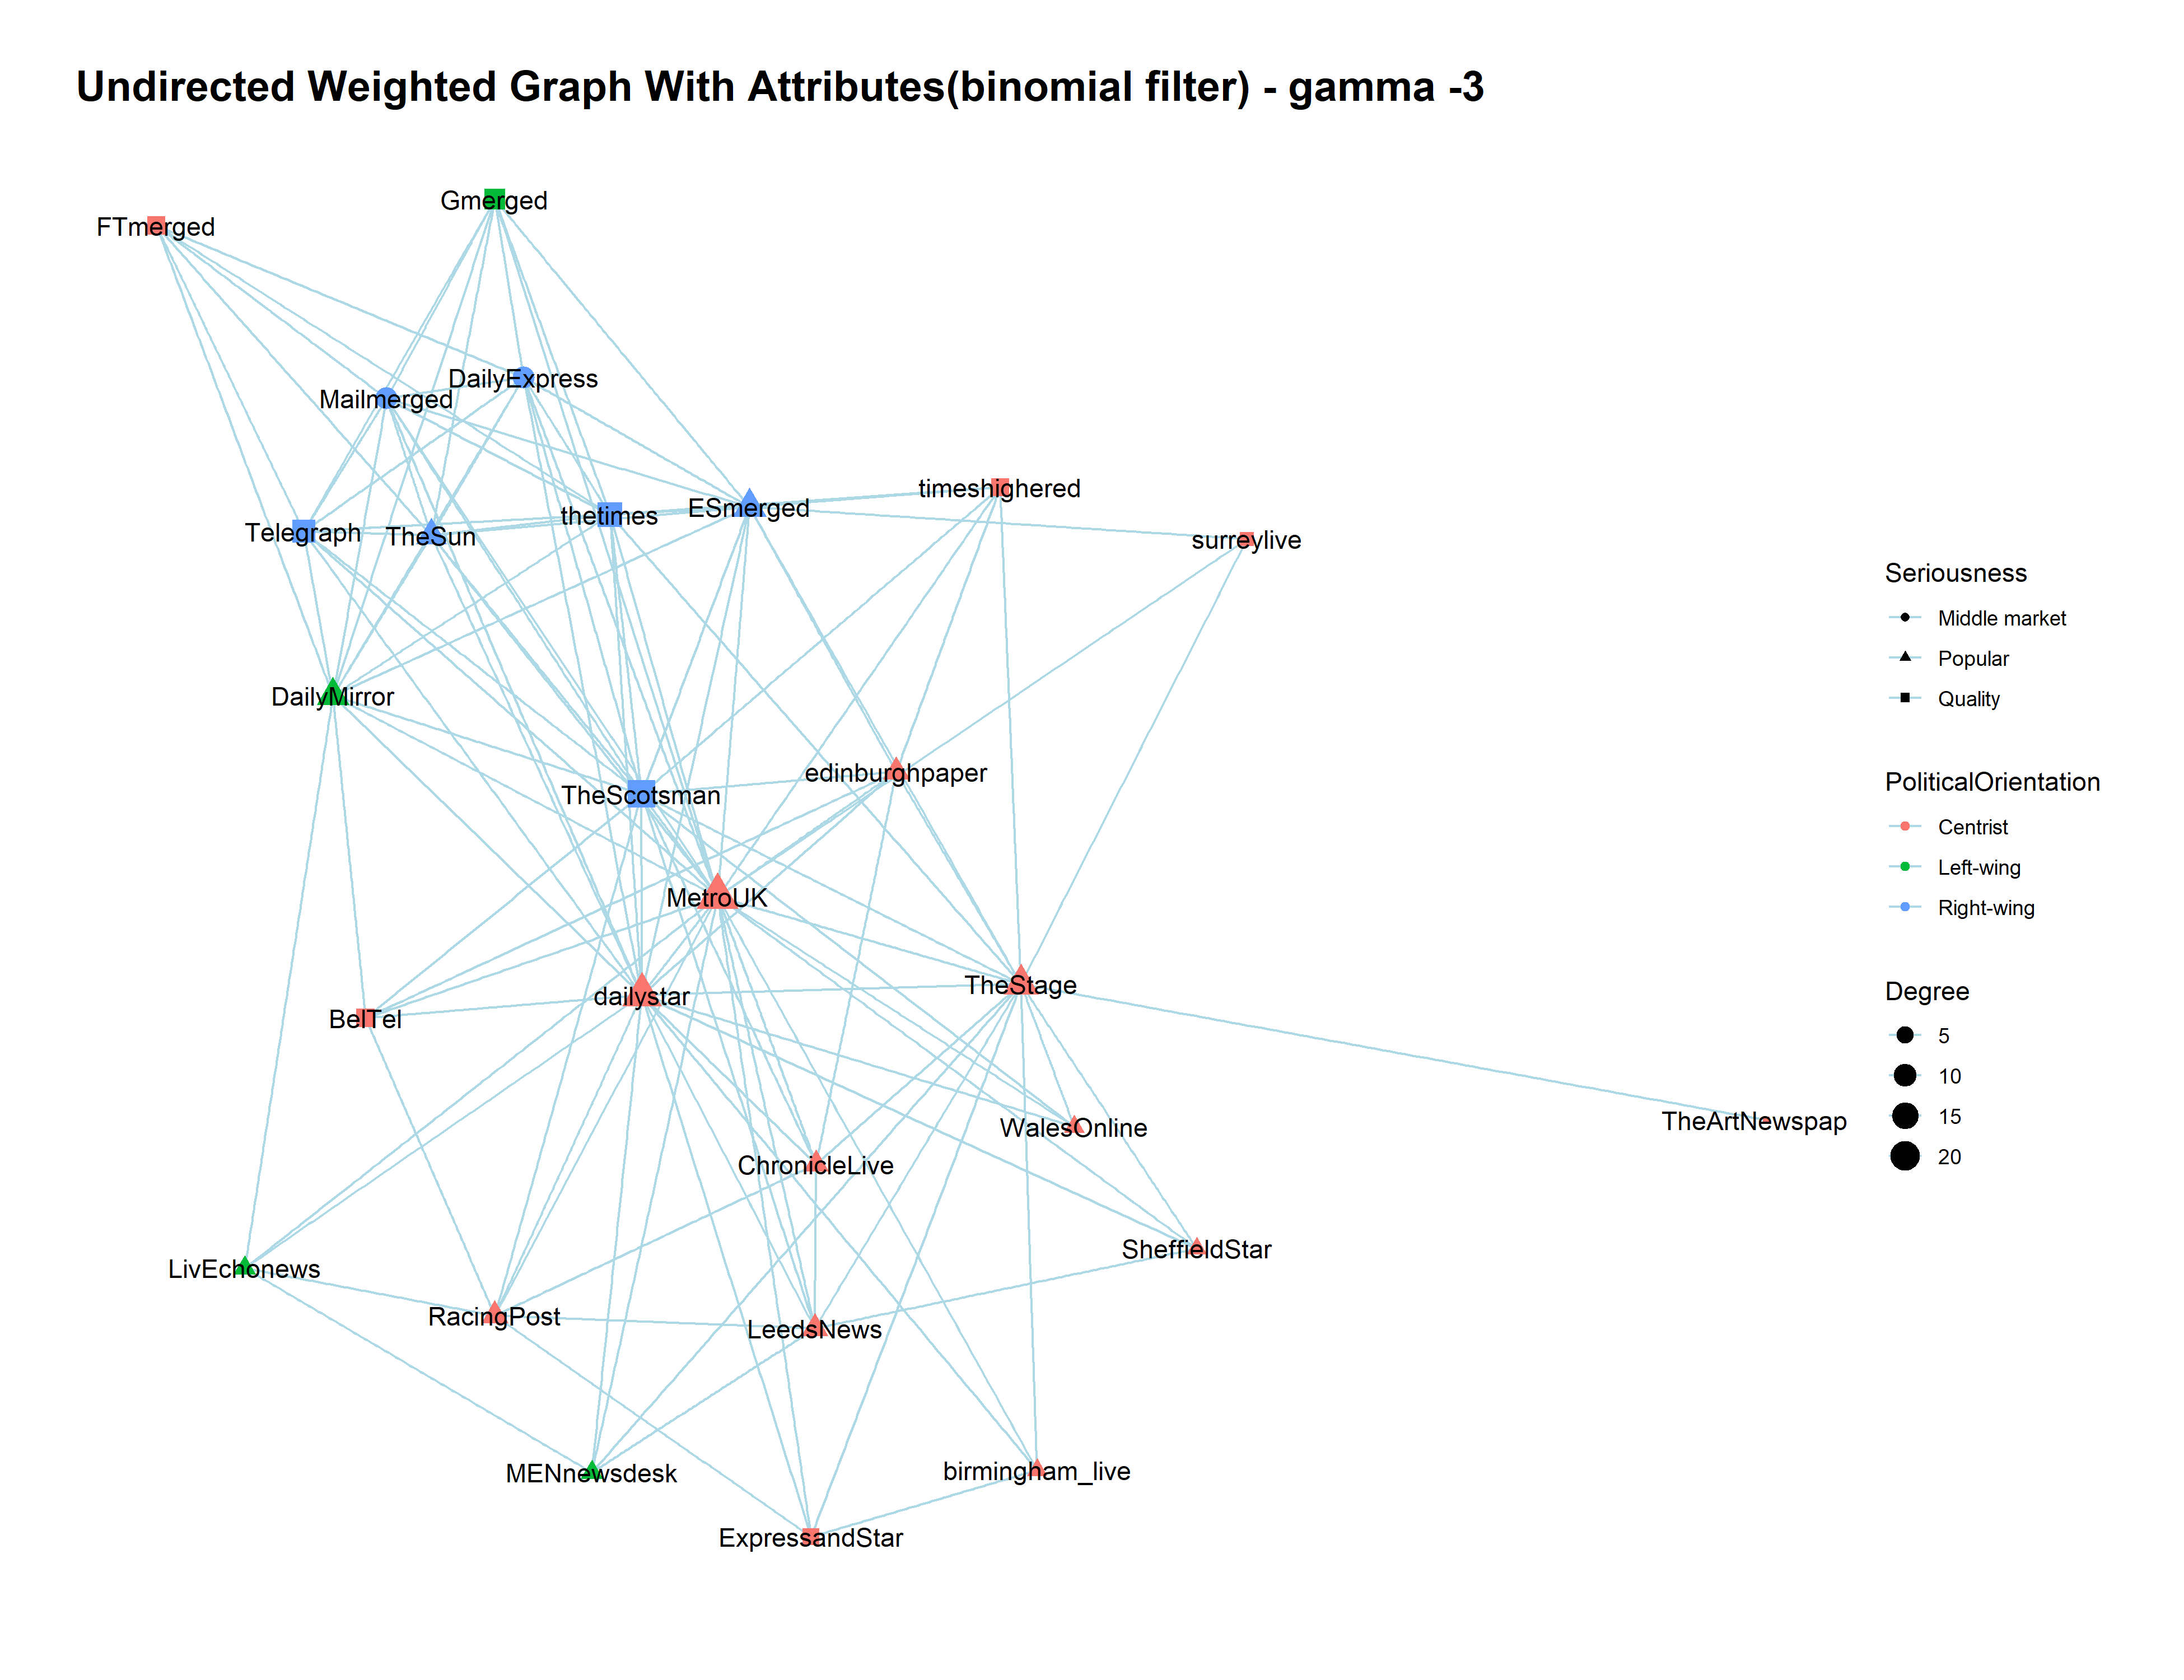 Undirected Weighted Graph With Attributes(binomial filter) - gamma -3
Gmerged
FTmerged
DailyExpress
Mailmerged
timeshighered
ESmerged
thetimes
Telegraph
TheSun
surreylive
DailyMirror
edinburghpaper
TheScotsman
MetroUK
TheStage
dailystar
BelTel
TheArtNewspap
WalesOnline
ChronicleLive
SheffieldStar
LivEchonews
RacingPost
LeedsNews
MENnewsdesk
birmingham_live
ExpressandStar
Seriousness
Middle market
Popular
Quality
PoliticalOrientation
Centrist
Left-wing
Right-wing
Degree
5
10
15
20